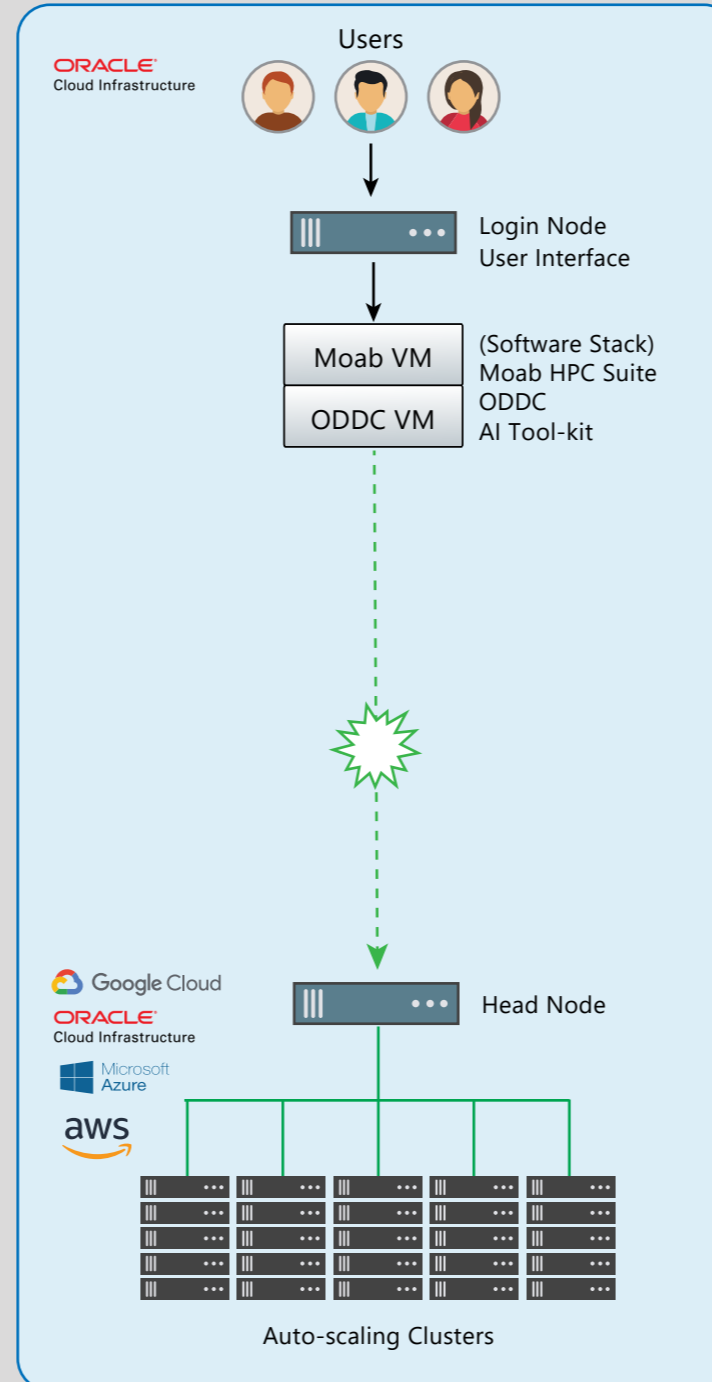 Users
ORACLE
Cloud Infrastructure
Login Node
User Interface
Moab VM
ODDC VM
(Software Stack)
Moab HPC Suite
ODDC
AI Tool-kit
Google Cloud
ORACLE
Cloud Infrastructure
Microsoft
Azure
aws
Head Node
Auto-scaling Clusters